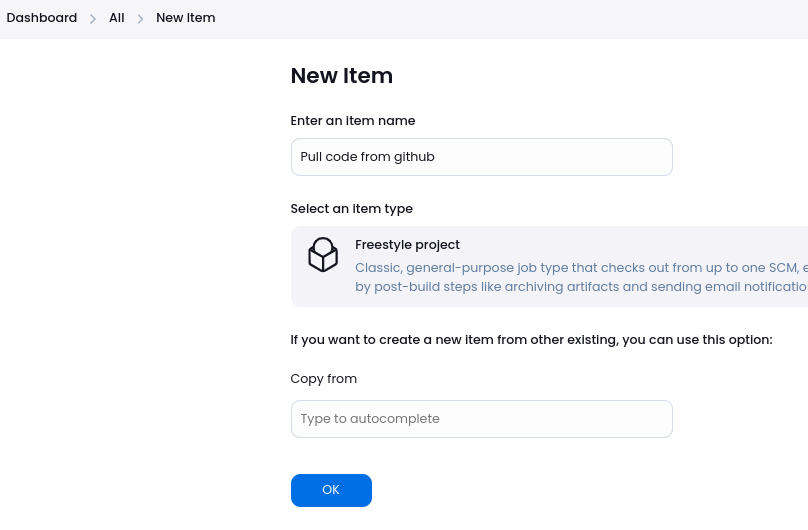 Dashboard > All > New Item
New Item
Enter an item name
Pull code from github
Select an item type
Freestyle project
Classic, general-purpose job type that checks out from up to one SCM, e
by post-build steps like archiving artifacts and sending email notificatio
If you want to create a new item from other existing, you can use this option:
Copy from
Type to autocomplete
OK